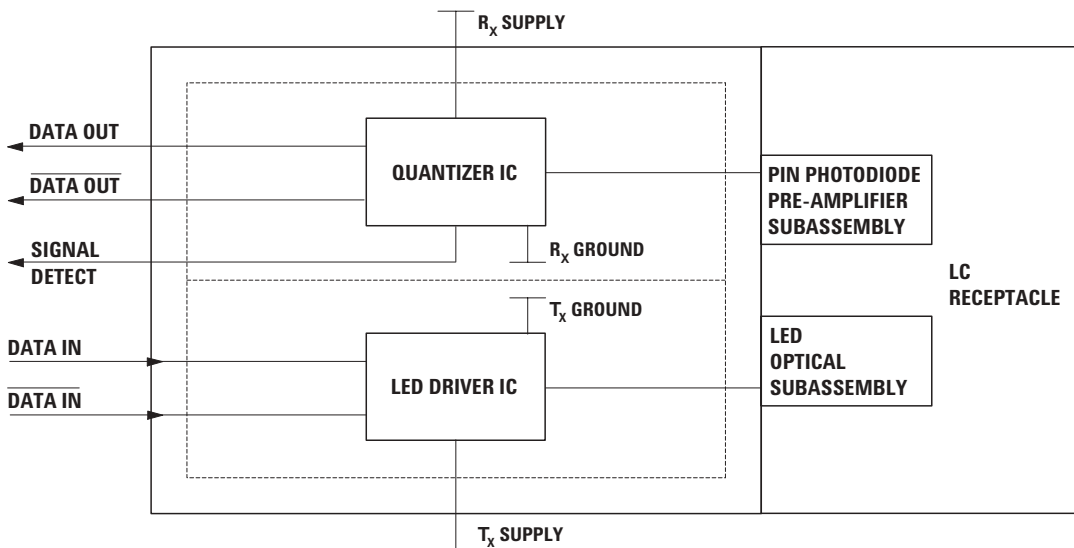 RX SUPPLY
DATA OUT
QUANTIZER IC
DATA OUT
PIN PHOTODIODE
PRE-AMPLIFIER
SUBASSEMBLY
SIGNAL
DETECT
RX GROUND
LC
RECEPTACLE
TX GROUND
DATA IN
LED DRIVER IC
DATA IN
LED
OPTICAL
SUBASSEMBLY
TX SUPPLY